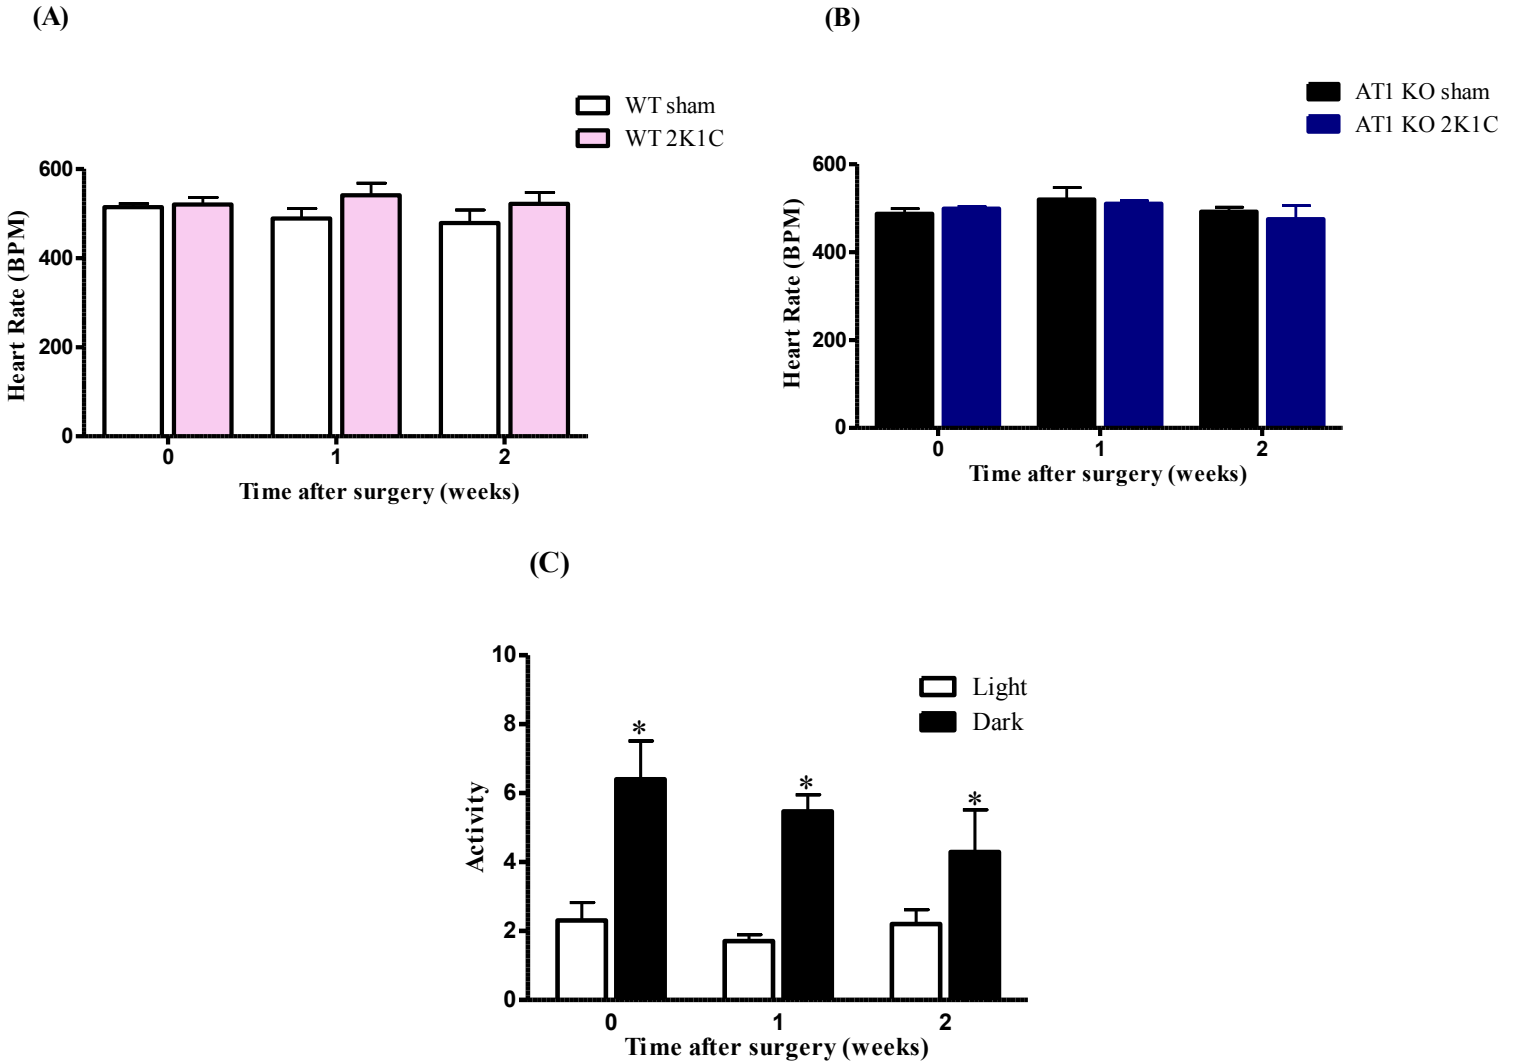 (A)
WT sham
WT 2K1C
600
400
200
0
Heart Rate (BPM)
0 1 2
Time after surgery (weeks)
(B)
AT1 KO sham
AT1 KO 2K1C
600
400
200
0
Heart Rate (BPM)
0 1 2
Time after surgery (weeks)
(C)
Light
Dark
10
8
6
4
2
0
Activity
* * *
0 1 2
Time after surgery (weeks)